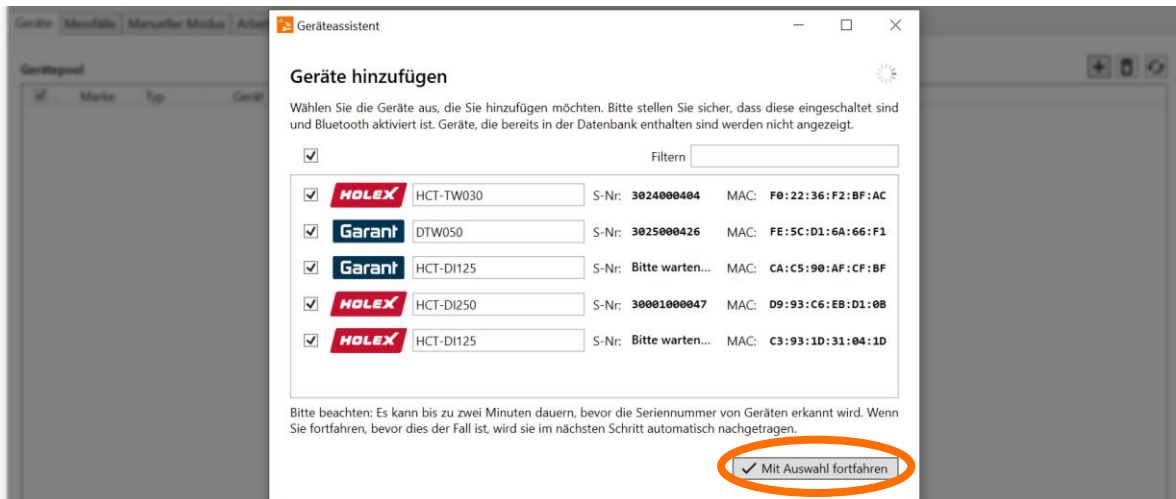 Geräte Messfälle Manueller Modus
Geräteassistent
Gerätepool
Marke Typ Gerät
Geräte hinzufügen
Wählen Sie die Geräte aus, die Sie hinzufügen möchten. Bitte stellen Sie sicher, dass diese eingeschaltet sind
und Bluetooth aktiviert ist. Geräte, die bereits in der Datenbank enthalten sind werden nicht angezeigt.
Filtern
HOLEX HCT-TW030 S-Nr: 3024000404 MAC: F0:22:36:F2:BF:AC
Garant DTW050 S-Nr: 3025000426 MAC: FE:5C:D1:6A:66:F1
Garant HCT-DI125 S-Nr: Bitte warten... MAC: CA:C5:90:AF:CF:BF
HOLEX HCT-DI250 S-Nr: 30001000047 MAC: D9:93:C6:EB:D1:0B
HOLEX HCT-DI125 S-Nr: Bitte warten... MAC: C3:93:1D:31:04:1D
Bitte beachten: Es kann bis zu zwei Minuten dauern, bevor die Seriennummer von Geräten erkannt wird. Wenn
Sie fortfahren, bevor dies der Fall ist, wird sie im nächsten Schritt automatisch nachgetragen.
Mit Auswahl fortfahren